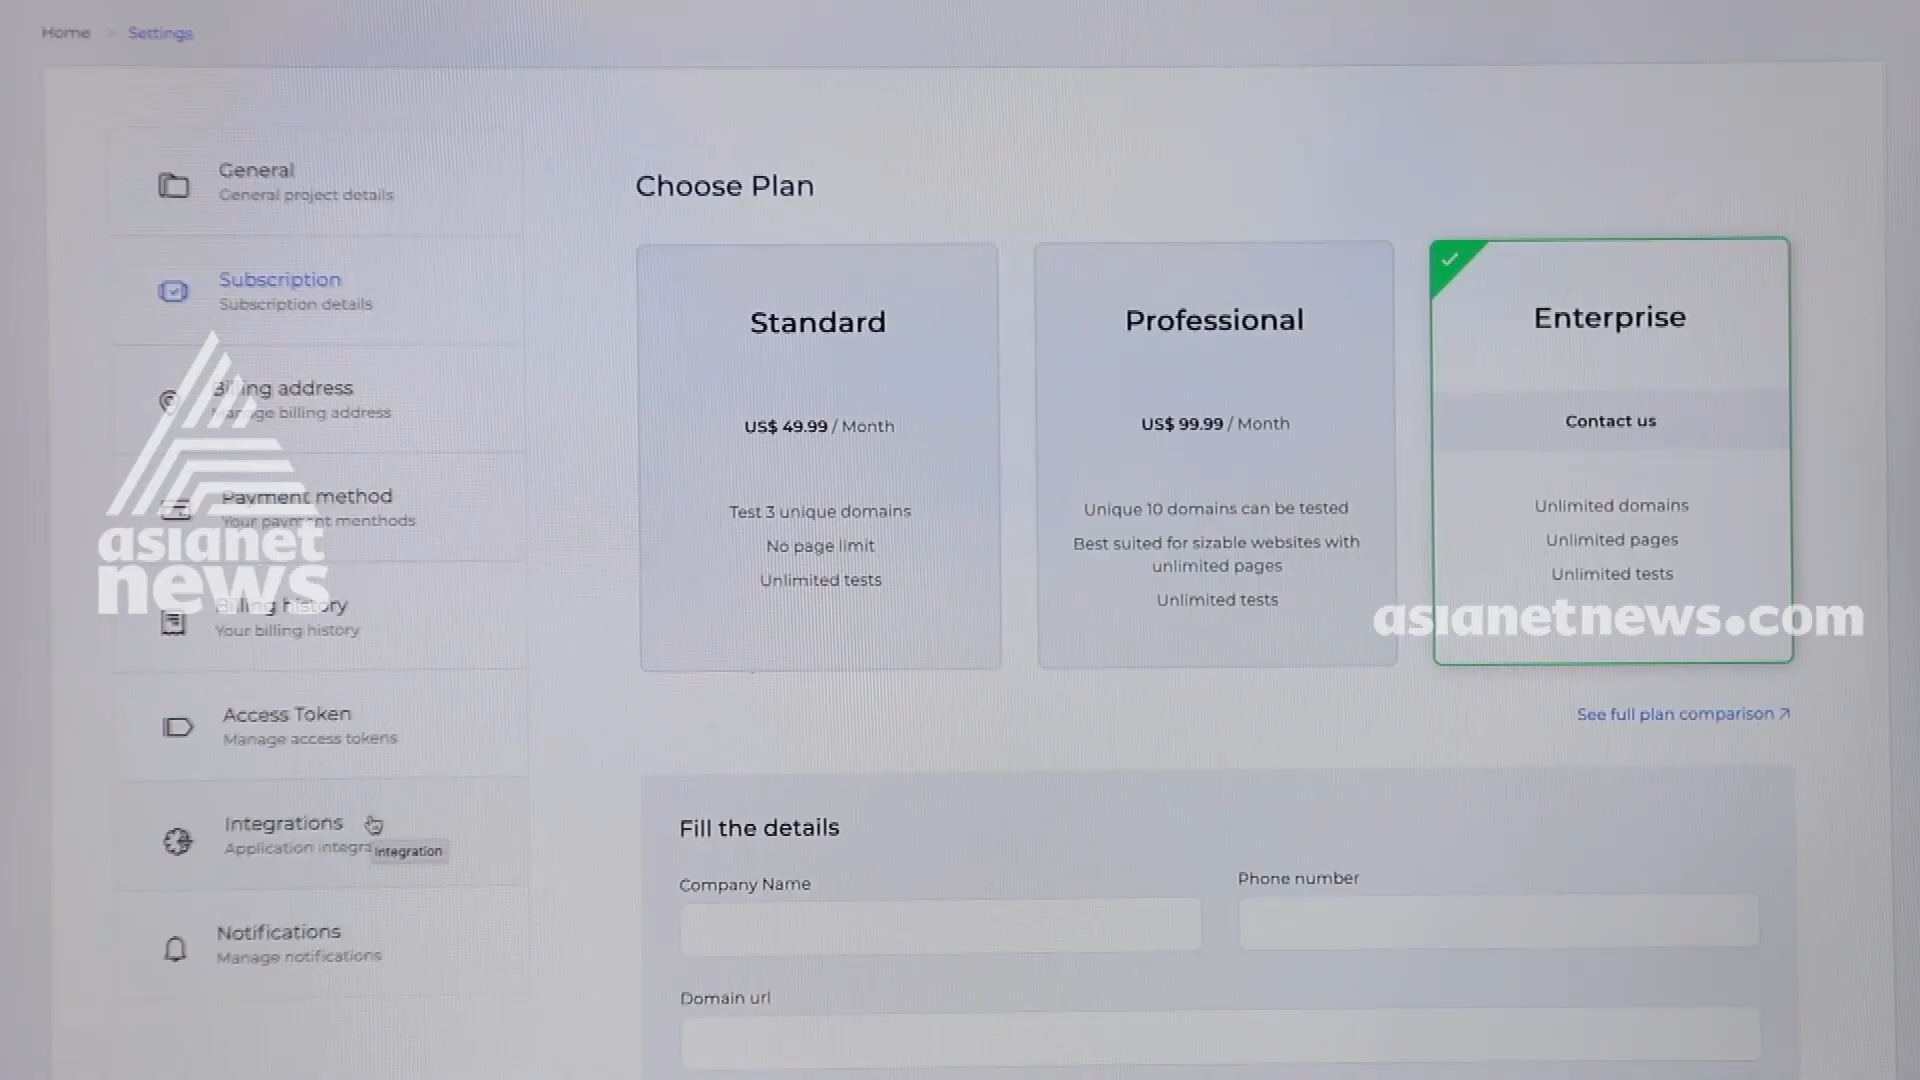 Home > Settings
General
General project details
Subscription
Subscription details
Billing address
Manage billing address
Payment method
Your payment menthods
Billing history
Your billing history
Access Token
Manage access tokens
Integrations
Application integra
Integration
Notifications
Manage notifications
asianet
news
Choose Plan
Standard
US$ 49.99 / Month
Test 3 unique domains
No page limit
Unlimited tests
Professional
US$ 99.99 / Month
Unique 10 domains can be tested
Best suited for sizable websites with
unlimited pages
Unlimited tests
Enterprise
Contact us
Unlimited domains
Unlimited pages
Unlimited tests
asianetnews.com
See full plan comparison
Fill the details
Company Name
Phone number
Domain url